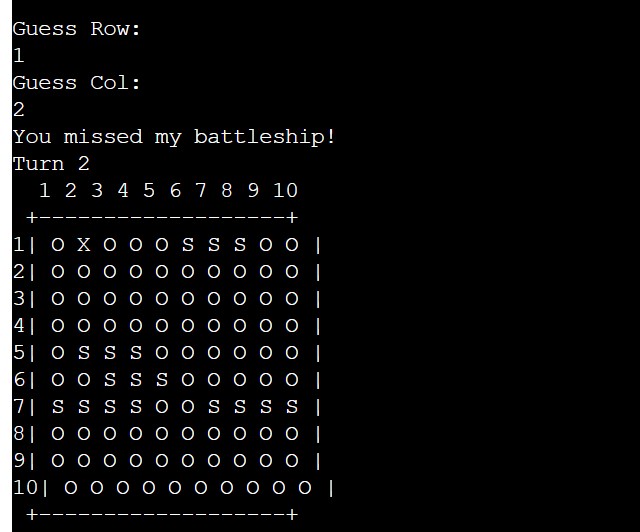 Guess Row:
1
Guess Col:
2
You missed my battleship!
Turn 2
  1 2 3 4 5 6 7 8 9 10
 +-------------------+
1| O X O O O S S S O O |
2| O O O O O O O O O O |
3| O O O O O O O O O O |
4| O O O O O O O O O O |
5| O S S S O O O O O O |
6| O O S S S O O O O O |
7| S S S S O O S S S S |
8| O O O O O O O O O O |
9| O O O O O O O O O O |
10| O O O O O O O O O O |
 +-------------------+